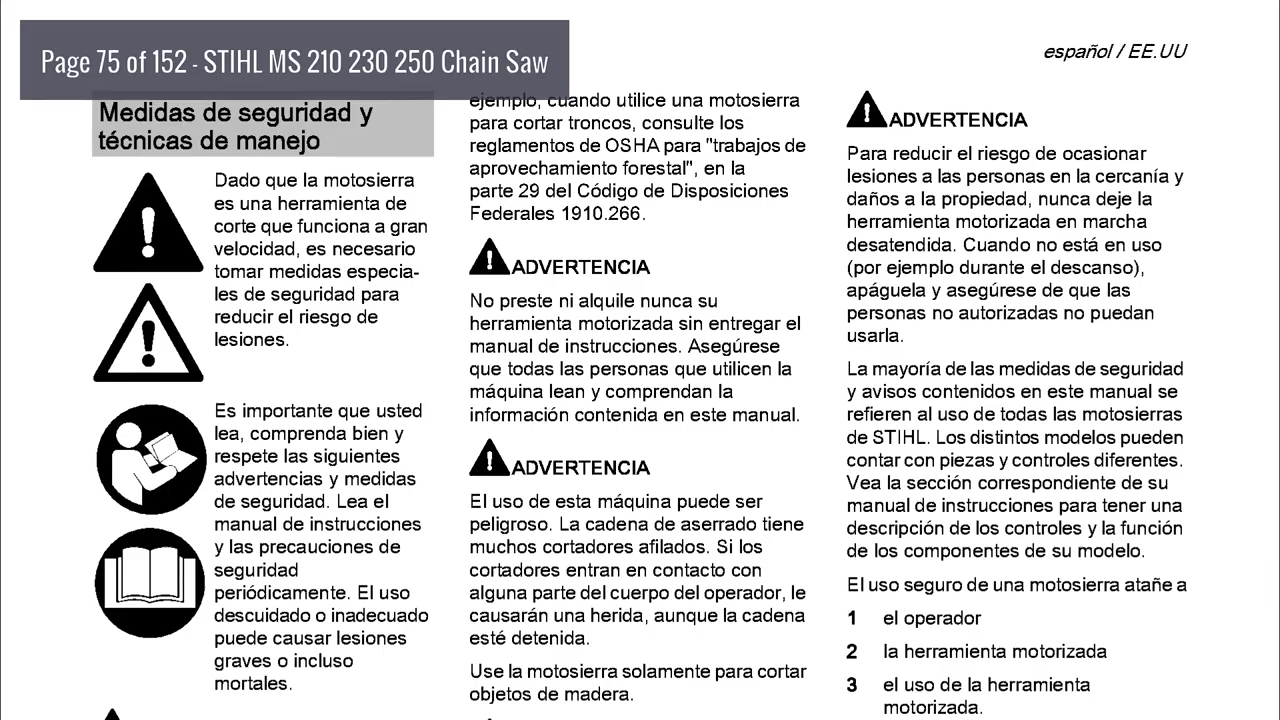 Page 75 of 152 - STIHL MS 210 230 250 Chain Saw
español / EE.UU
Medidas de seguridad y
técnicas de manejo
Dado que la motosierra
es una herramienta de
corte que funciona a gran
velocidad, es necesario
tomar medidas especia-
les de seguridad para
reducir el riesgo de
lesiones.
Es importante que usted
lea, comprenda bien y
respete las siguientes
advertencias y medidas
de seguridad. Lea el
manual de instrucciones
y las precauciones de
seguridad
periódicamente. El uso
descuidado o inadecuado
puede causar lesiones
graves o incluso
mortales.
ejemplo, cuando utilice una motosierra
para cortar troncos, consulte los
reglamentos de OSHA para "trabajos de
aprovechamiento forestal", en la
parte 29 del Código de Disposiciones
Federales 1910.266.
ADVERTENCIA
No preste ni alquile nunca su
herramienta motorizada sin entregar el
manual de instrucciones. Asegúrese
que todas las personas que utilicen la
máquina lean y comprendan la
información contenida en este manual.
ADVERTENCIA
El uso de esta máquina puede ser
peligroso. La cadena de aserrado tiene
muchos cortadores afilados. Si los
cortadores entran en contacto con
alguna parte del cuerpo del operador, le
causarán una herida, aunque la cadena
esté detenida.
Use la motosierra solamente para cortar
objetos de madera.
ADVERTENCIA
Para reducir el riesgo de ocasionar
lesiones a las personas en la cercanía y
daños a la propiedad, nunca deje la
herramienta motorizada en marcha
desatendida. Cuando no está en uso
(por ejemplo durante el descanso),
apáguela y asegúrese de que las
personas no autorizadas no puedan
usarla.
La mayoría de las medidas de seguridad
y avisos contenidos en este manual se
refieren al uso de todas las motosierras
de STIHL. Los distintos modelos pueden
contar con piezas y controles diferentes.
Vea la sección correspondiente de su
manual de instrucciones para tener una
descripción de los controles y la función
de los componentes de su modelo.
El uso seguro de una motosierra atañe a
1 el operador
2 la herramienta motorizada
3 el uso de la herramienta
motorizada.